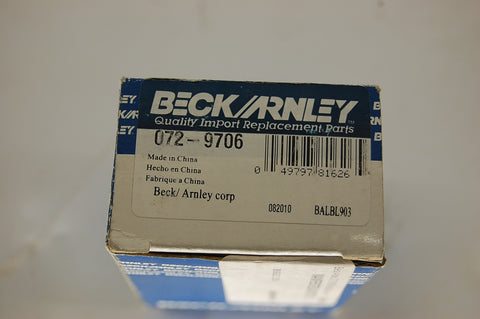 BECK/ARNLEY
Quality Import Replacement Parts
072-9706
Made in China
Hecho en China
Fabrique a China
Beck/ Arnley corp
0 49797 81626
082010 BALBL903